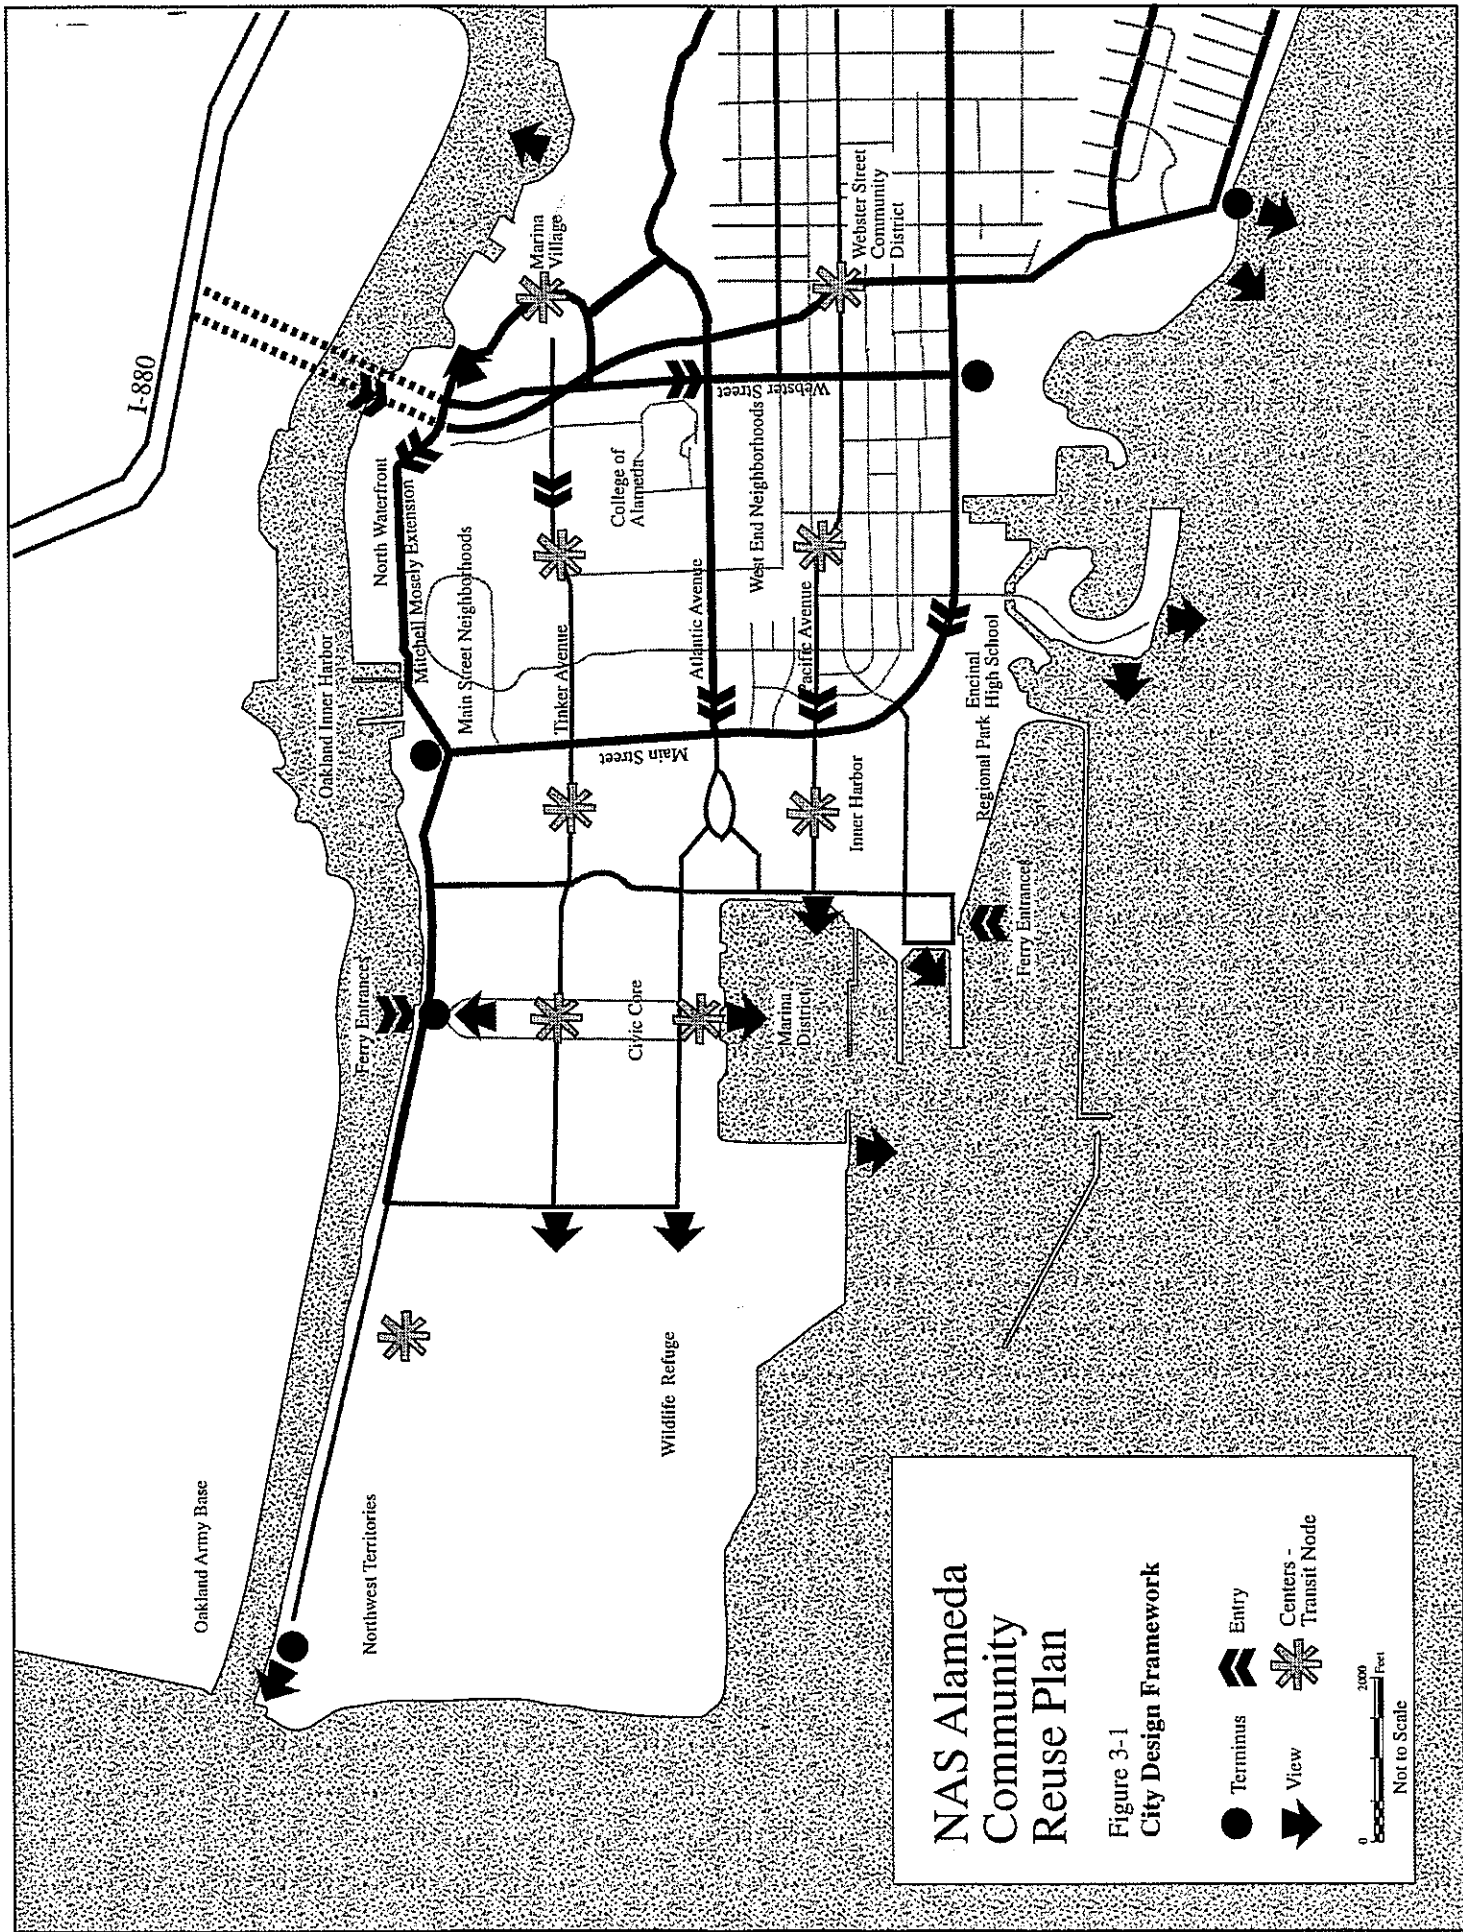 Oakland Army Base
I-880
Northwest Territories
Ferry Entrances
Oakland Inner Harbor
North Waterfront
Mitchell Mosely Extension
Main Street Neighborhoods
Marina
Village
Tinker Avenue
College of
Alameda
Main Street
Atlantic Avenue
Webster Street
West End Neighborhoods
Pacific Avenue
Webster Street
Community
District
Wildlife Refuge
Civic Core
Marina
District
Inner Harbor
Ferry Entrance
Regional Park
Encinal
High School
NAS Alameda
Community
Reuse Plan
Figure 3-1
City Design Framework
Terminus
Entry
View
Centers -
Transit Node
0 2000
Feet
Not to Scale